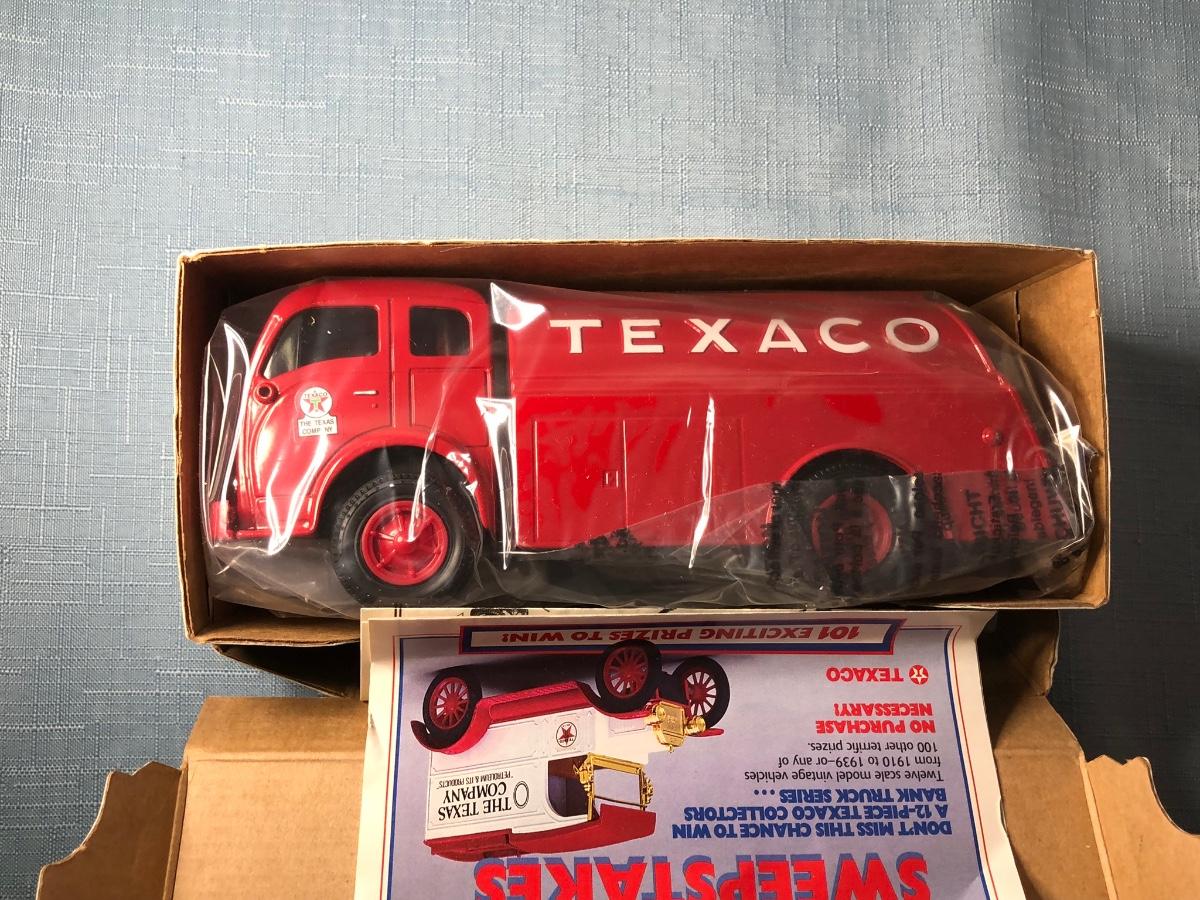 TEXACO
TEXACO
THE TEXAS
COMP NY
SWEEPSTAKES
DON'T MISS THIS CHANCE TO WIN
A 12-PIECE TEXACO COLLECTORS
BANK TRUCK SERIES ...
Twelve scale model vintage vehicles
from 1910 to 1939–or any of
100 other terrific prizes.
NO PURCHASE
NECESSARY!
TEXACO
THE TEXAS
COMPANY
"PETROLEUM & ITS PRODUCTS"
101 EXCITING PRIZES TO WIN!